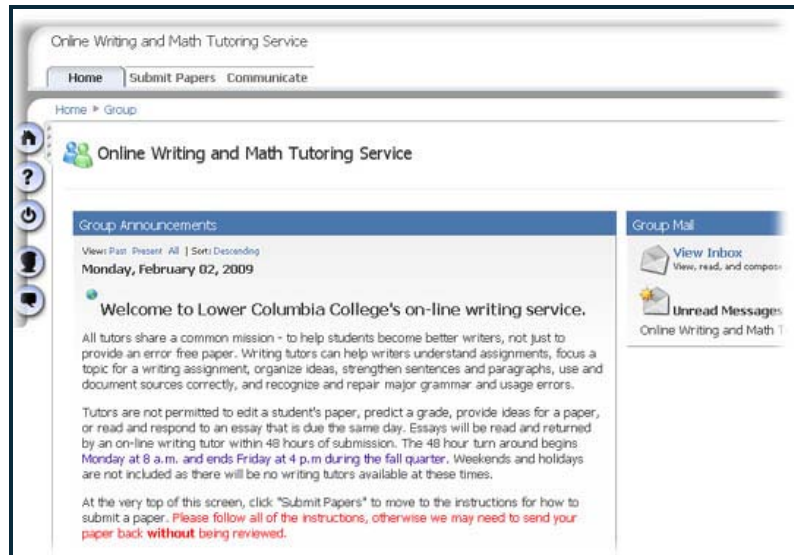 Online Writing and Math Tutoring Service
Home Submit Papers Communicate
Home Group
Online Writing and Math Tutoring Service
Group Announcements
View: Past Present All | Sort: Descending
Monday, February 02, 2009
Welcome to Lower Columbia College's on-line writing service.
All tutors share a common mission - to help students become better writers, not just to
provide an error free paper. Writing tutors can help writers understand assignments, focus a
topic for a writing assignment, organize ideas, strengthen sentences and paragraphs, use and
document sources correctly, and recognize and repair major grammar and usage errors.
Tutors are not permitted to edit a student's paper, predict a grade, provide ideas for a paper,
or read and respond to an essay that is due the same day. Essays will be read and returned
by an on-line writing tutor within 48 hours of submission. The 48 hour turn around begins
Monday at 8 a.m. and ends Friday at 4 p.m during the fall quarter. Weekends and holidays
are not included as there will be no writing tutors available at these times.
At the very top of this screen, click "Submit Papers" to move to the instructions for how to
submit a paper. Please follow all of the instructions, otherwise we may need to send your
paper back without being reviewed.
Group Mail
View Inbox
View, read, and compos
Unread Messages
Online Writing and Math T
?